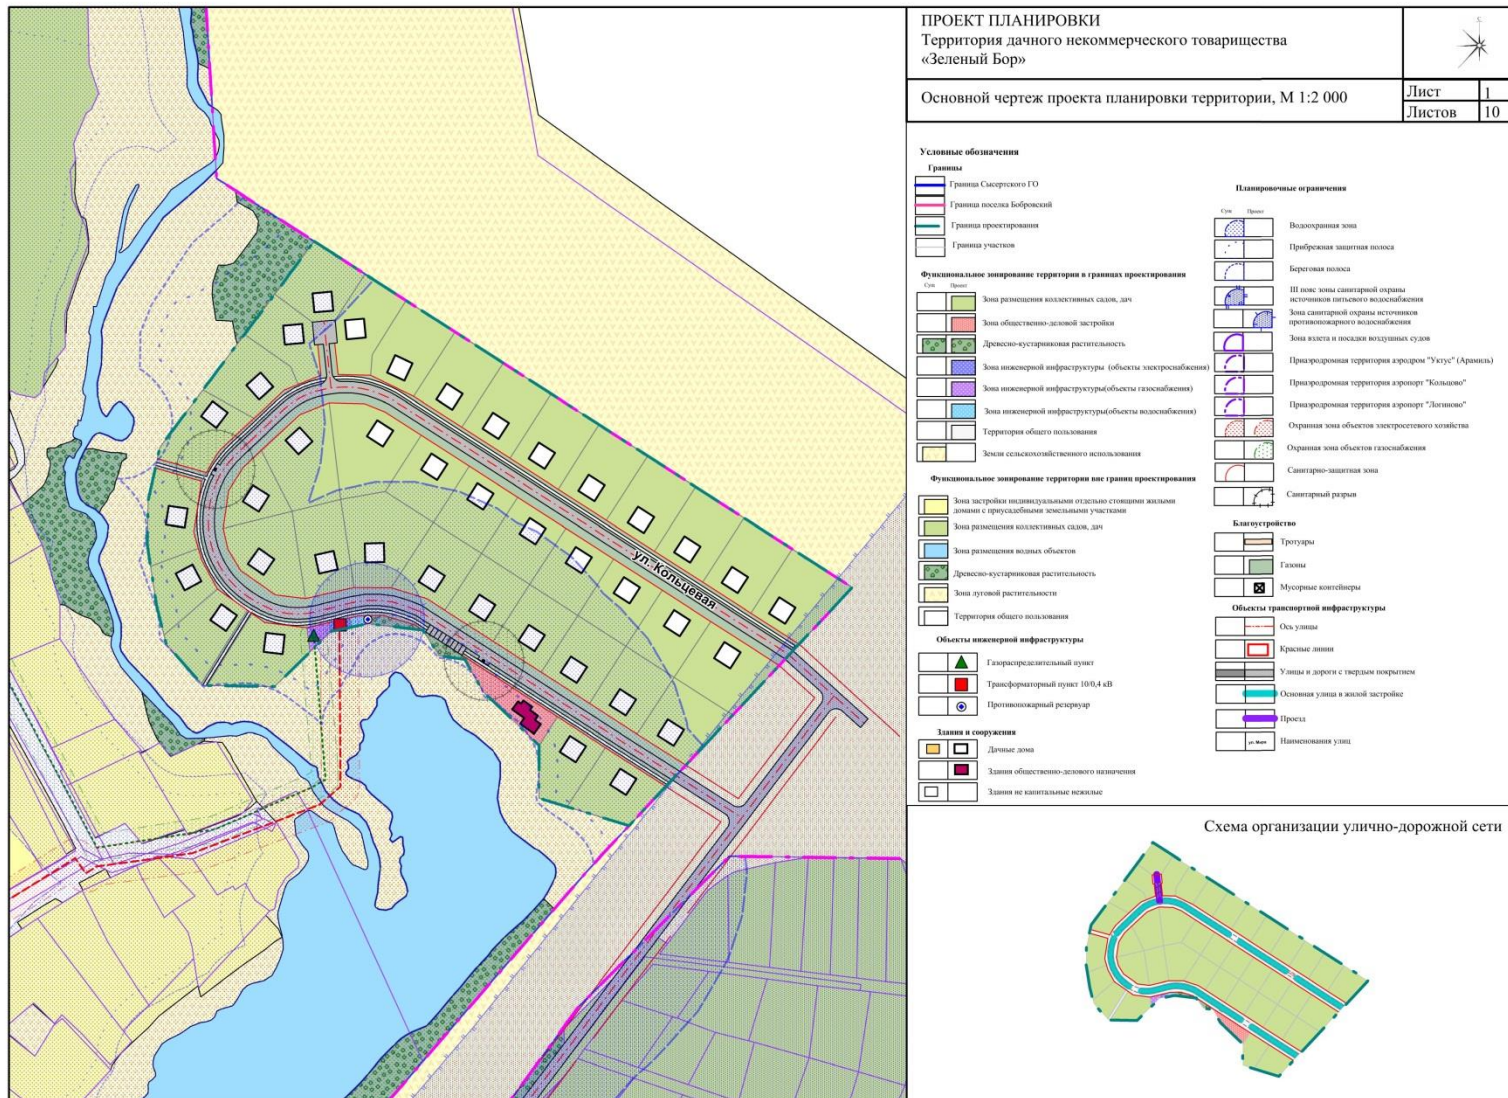 ПРОЕКТ ПЛАНИРОВКИ
Территория дачного некоммерческого товарищества
«Зеленый Бор»
Основной чертеж проекта планировки территории, М 1:2 000
Лист 1
Листов 10
Условные обозначения
Границы
Граница Сысертского ГО
Граница поселка Бобровский
Граница проектирования
Граница участков
Функциональное зонирование территории в границах проектирования
Сущ Проект
Зона размещения коллективных садов, дач
Зона общественно-деловой застройки
Древесно-кустарниковая растительность
Зона инженерной инфраструктуры (объекты электроснабжения)
Зона инженерной инфраструктуры(объекты газоснабжения)
Зона инженерной инфраструктуры(объекты водоснабжения)
Территория общего пользования
Земли сельскохозяйственного использования
Функциональное зонирование территории вне границ проектирования
Зона застройки индивидуальными отдельно стоящими жилыми
домами с приусадебными земельными участками
Зона размещения коллективных садов, дач
Зона размещения водных объектов
Древесно-кустарниковая растительность
Зона луговой растительности
Территория общего пользования
Объекты инженерной инфраструктуры
Газораспределительный пункт
Трансформаторный пункт 10/0,4 кВ
Противопожарный резервуар
Здания и сооружения
Дачные дома
Здания общественно-делового назначения
Здания не капитальные нежилые
Планировочные ограничения
Сущ Проект
Водоохранная зона
Прибрежная защитная полоса
Береговая полоса
III пояс зоны санитарной охраны
источников питьевого водоснабжения
Зона санитарной охраны источников
противопожарного водоснабжения
Зона взлета и посадки воздушных судов
Приаэродромная территория аэродром "Уктус" (Арамиль)
Приаэродромная территория аэропорт "Кольцово"
Приаэродромная территория аэропорт "Логиново"
Охранная зона объектов электросетевого хозяйства
Охранная зона объектов газоснабжения
Санитарно-защитная зона
Санитарный разрыв
Благоустройство
Тротуары
Газоны
Мусорные контейнеры
Объекты транспортной инфраструктуры
Ось улицы
Красные линии
Улицы и дороги с твердым покрытием
Основная улица в жилой застройке
Проезд
ул. Мира Наименования улиц
ул. Кольцевая
Схема организации улично-дорожной сети